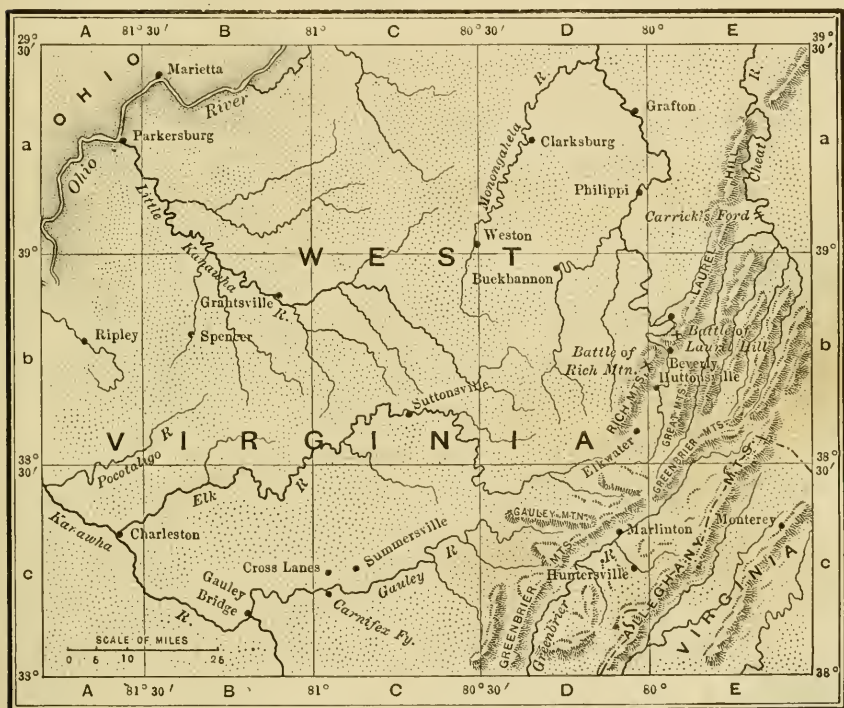 A 81° 30' B 81° C 80° 30' D 80° E
29° 30'
39° 30'
OHIO
Marietta
River
R
Grafton
Parkersburg
a
a
Clarksburg
Monongahela
R
HILL
Cheat
Ohio
Philippi
Little
Carrick's Ford
Weston
39°
39°
WEST
Kanawha
Buckbannon
LAUREL
Grantsville
R.
Battle of
Laurel Hill
Ripley
Spencer
b
b
Battle of
Rich Mtn.
Beverly
Huttonsville
Suttonsville
RICH MTS.
GREAT MTS.
VIRGINIA
GREENBRIER MTS.
R
Pocotaligo
Elkwater
38°
30'
38°
30'
Elk
R
Kanawha
GAULEY MTN.
MTS.
Charleston
Marlinton
Monterey
Summersville
R
R
Cross Lanes
Huntersville
C
C
Gauley
Bridge
Gauley
GREENBRIER MTS.
ALLEGHANY
VIRGINIA
Carnifex Fy.
Greenbrier
R.
SCALE OF MILES
0 5 10 25
33°
38°
A 81° 30' B 81° C 80° 30' D 80° E